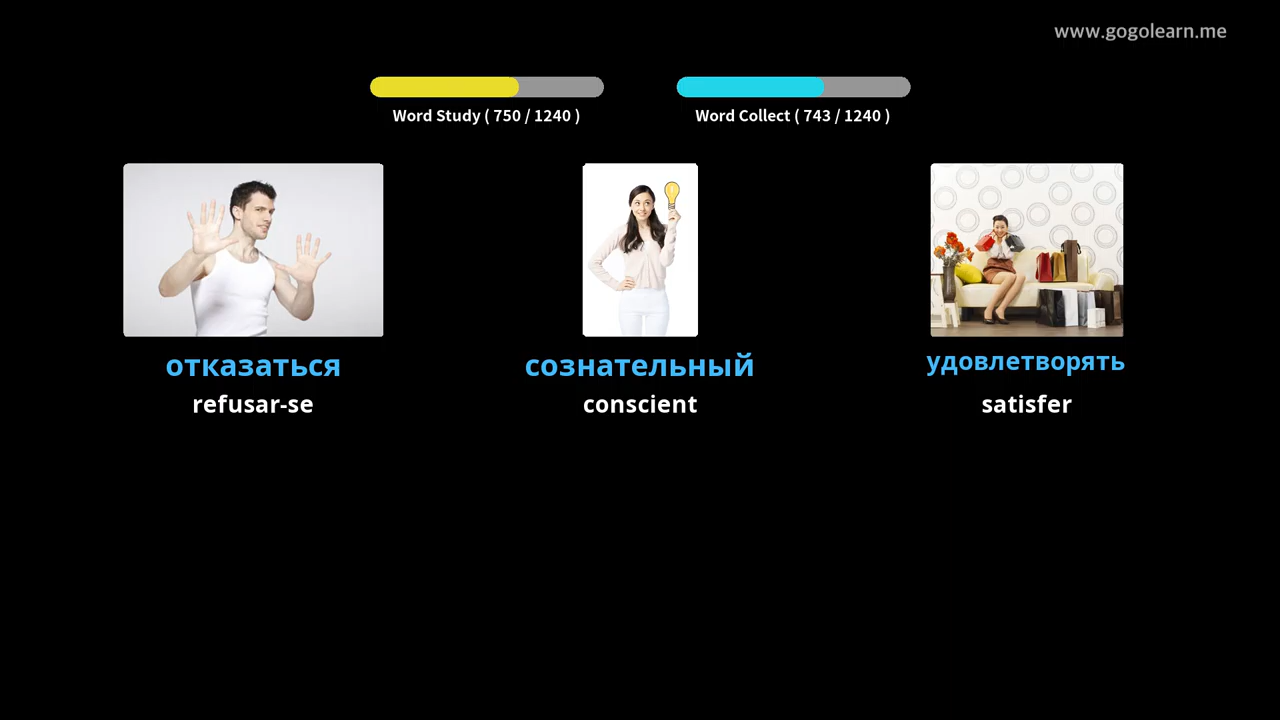 www.gogolearn.me
Word Study ( 750 / 1240 )
Word Collect ( 743 / 1240 )
отказаться
сознательный
удовлетворять
refusar-se
conscient
satisfer